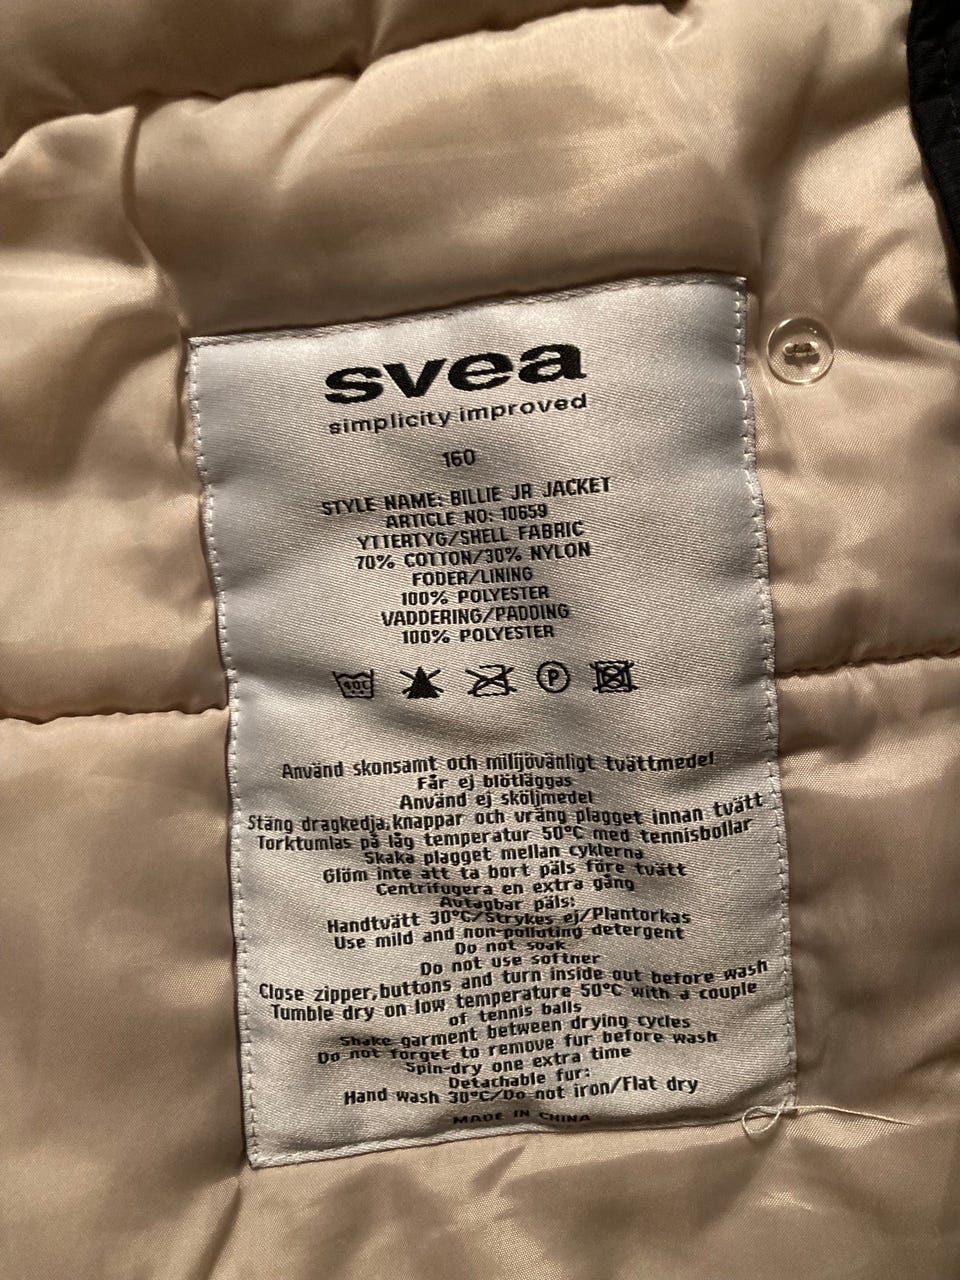 svea
simplicity improved
160
STYLE NAME: BILLIE JR JACKET
ARTICLE NO: 10659
YTTERTYG/SHELL FABRIC
70% COTTON/30% NYLON
FODER/LINING
100% POLYESTER
VADDERING/PADDING
100% POLYESTER
P
Använd skonsamt och miljövänligt tvättmedel
Får ej blötläggas
Använd ej sköljmedel
Stäng dragkedja,knappar och vräng plagget innan tvätt
Torktumlas på låg temperatur 50°C med tennisbollar
Skaka plagget mellan cyklerna
Glöm inte att ta bort päls före tvätt
Centrifugera en extra gång
Avtagbar päls:
Handtvätt 30°C/Strykes ej/Plantorkas
Use mild and non-polluting detergent
Do not soak
Do not use softner
Close zipper,buttons and turn inside out before wash
Tumble dry on low temperature 50°C with a couple
of tennis balls
Shake garment between drying cycles
Do not forget to remove fur before wash
Spin-dry one extra time
Detachable fur:
Hand wash 30°C/Do not iron/Flat dry
MADE IN CHINA